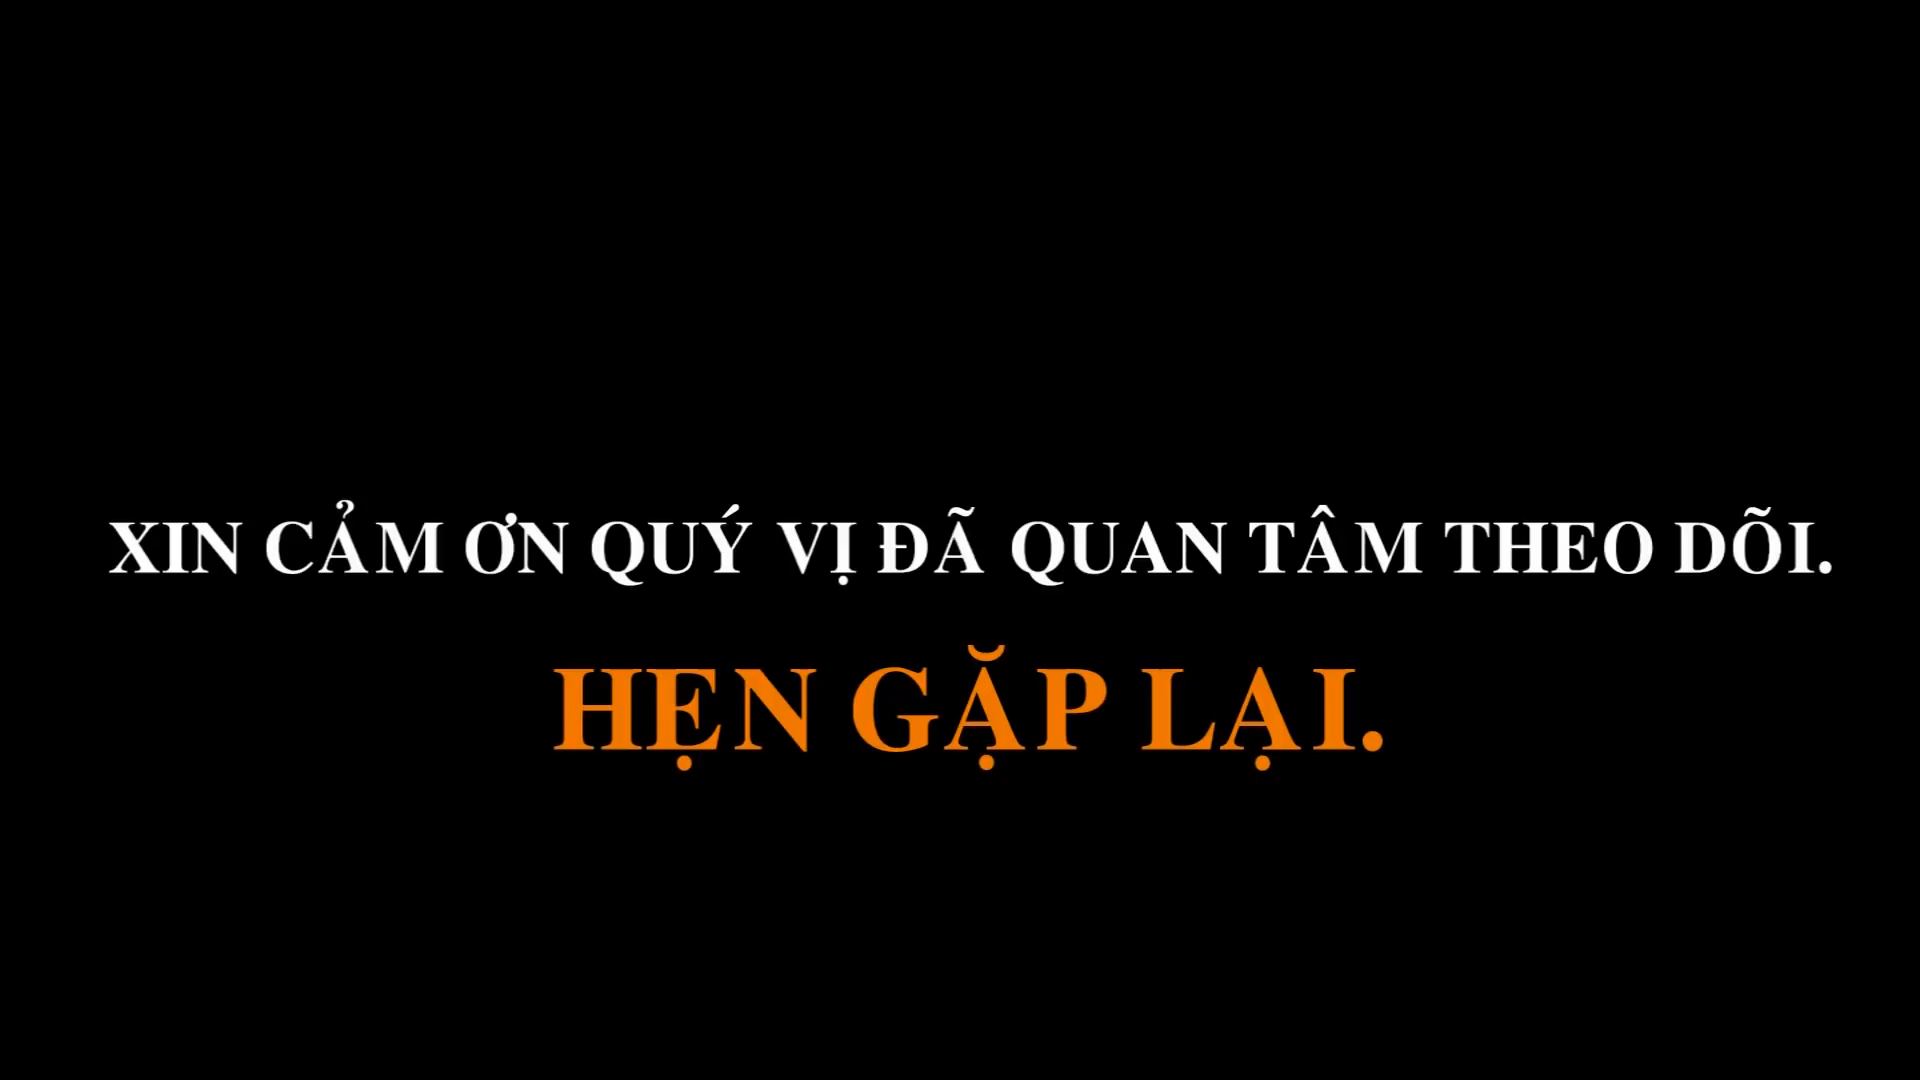 XIN CẢM ƠN QUÝ VỊ ĐÃ QUAN TÂM THEO DÕI.
HẸN GẶP LẠI.